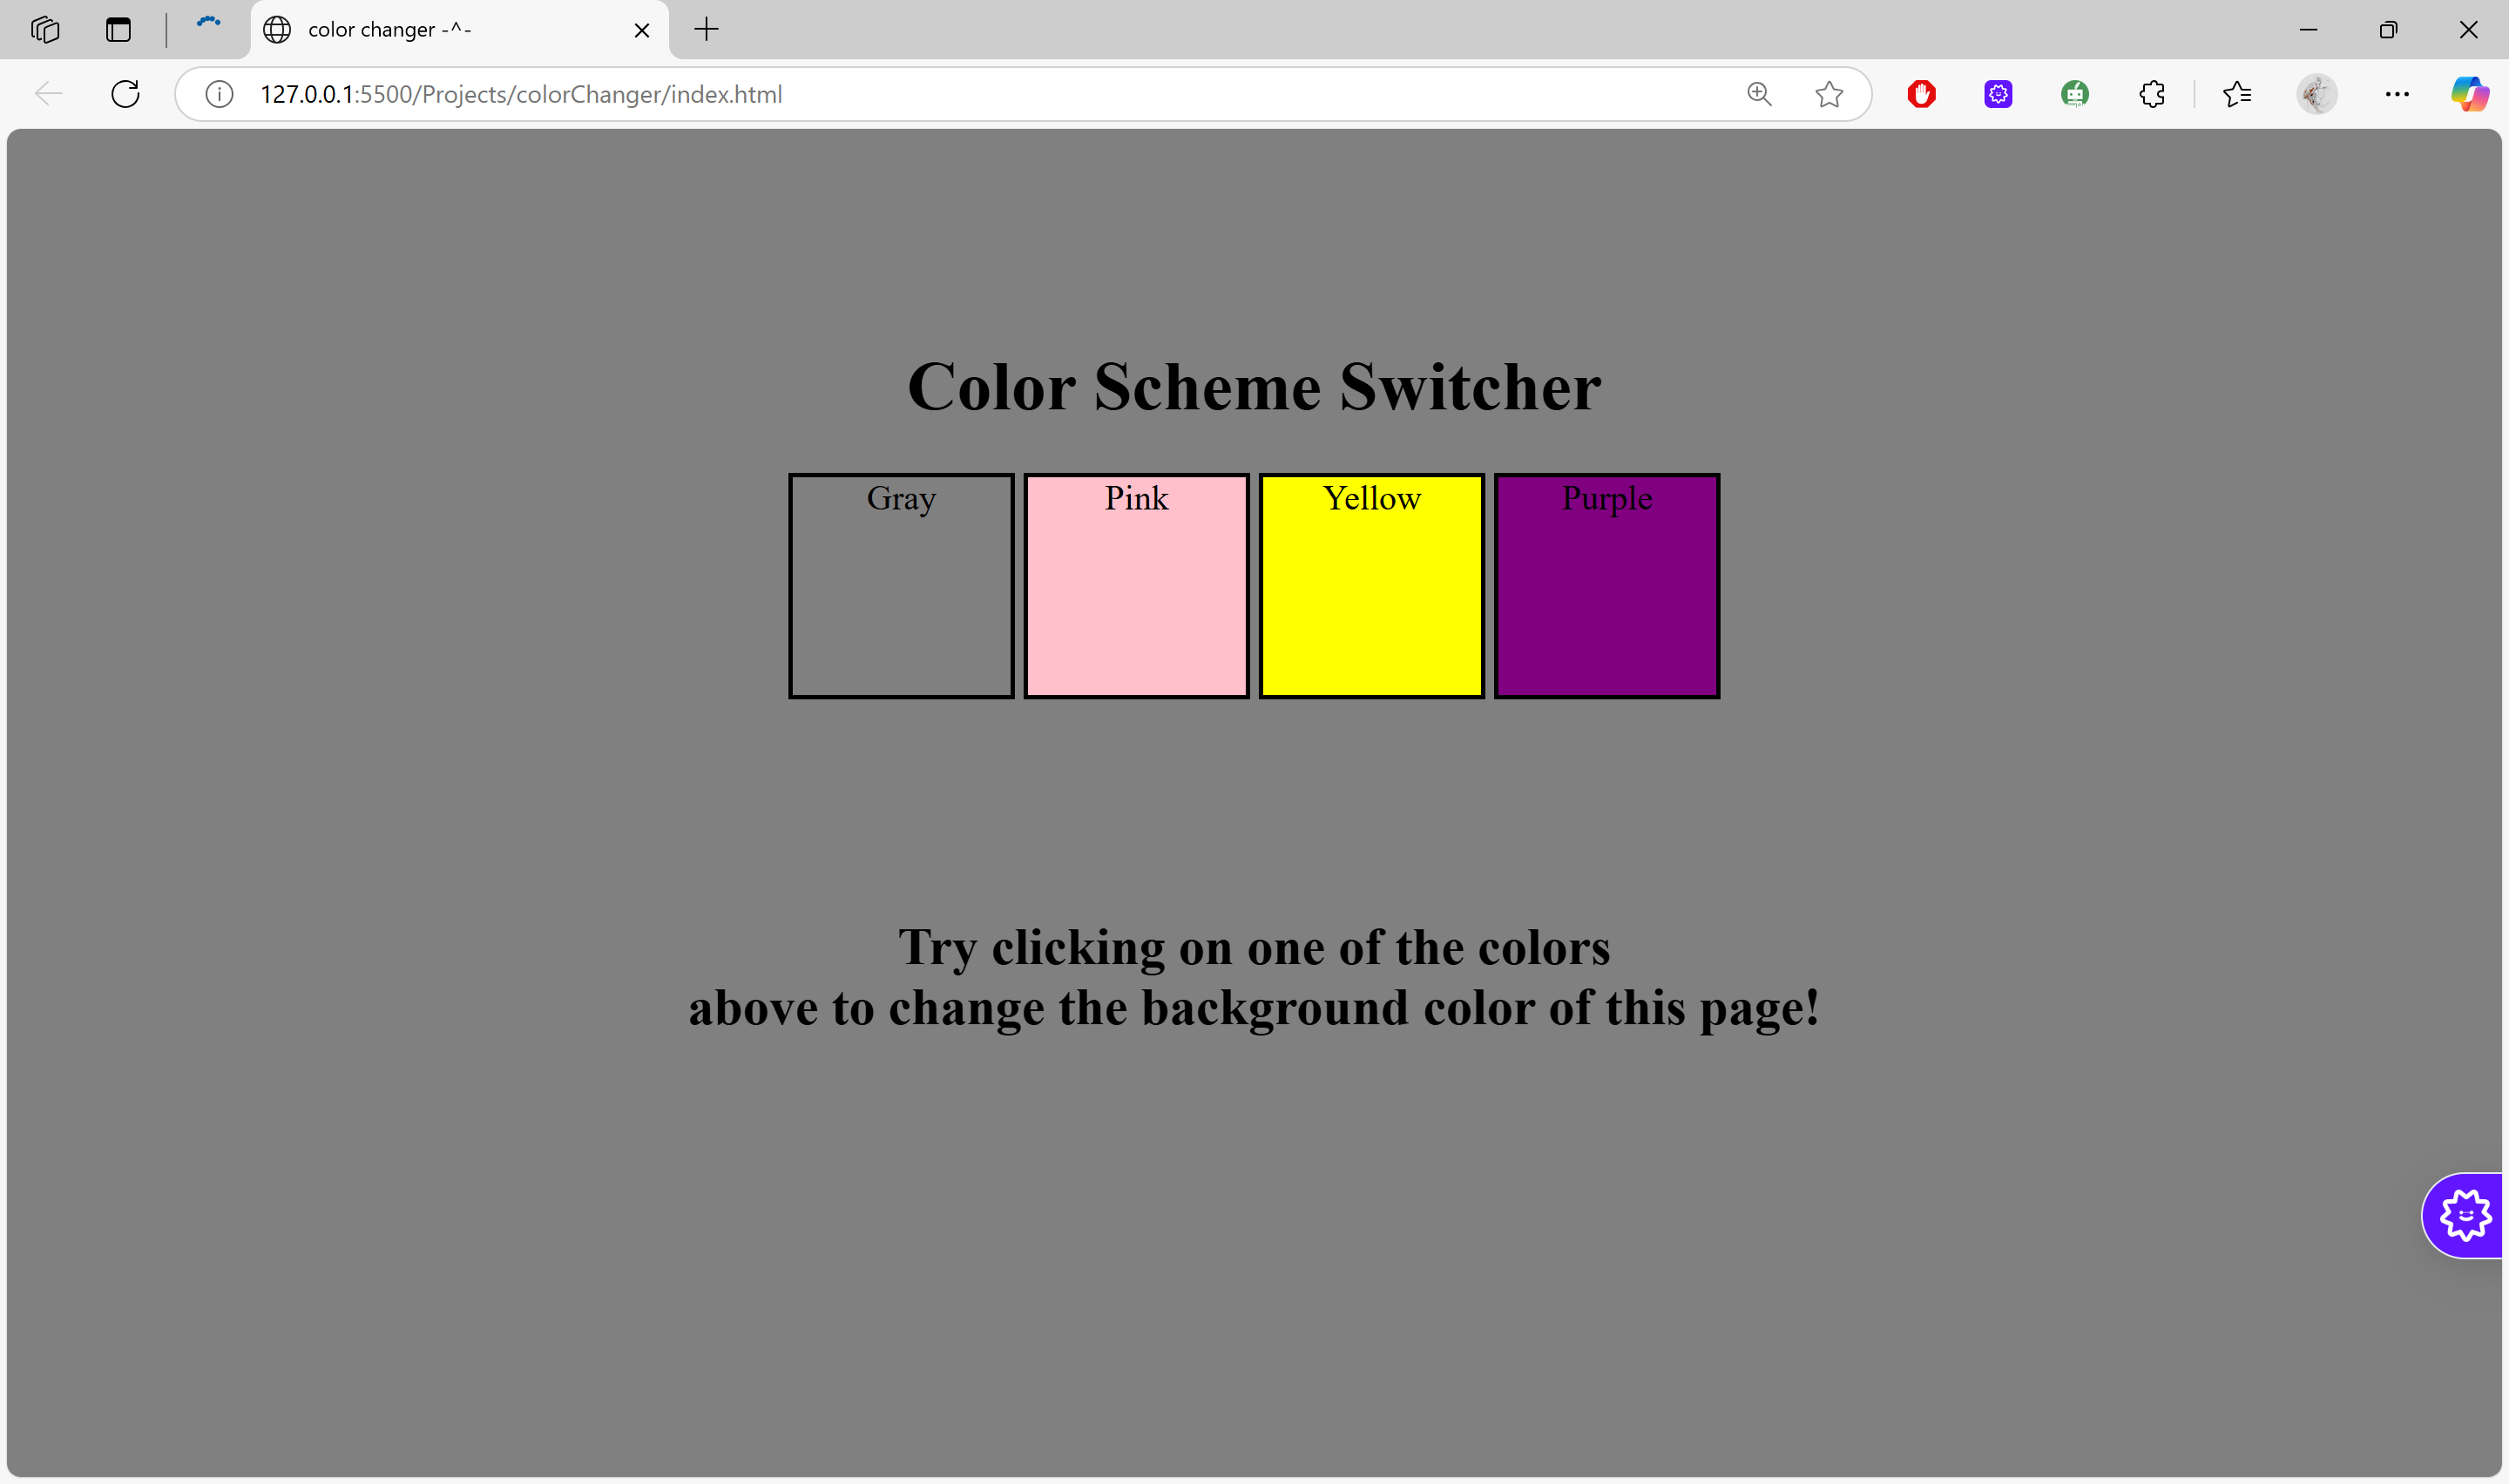 color changer -^-
127.0.0.1:5500/Projects/colorChanger/index.html
Color Scheme Switcher
Gray
Pink
Yellow
Purple
Try clicking on one of the colors
above to change the background color of this page!